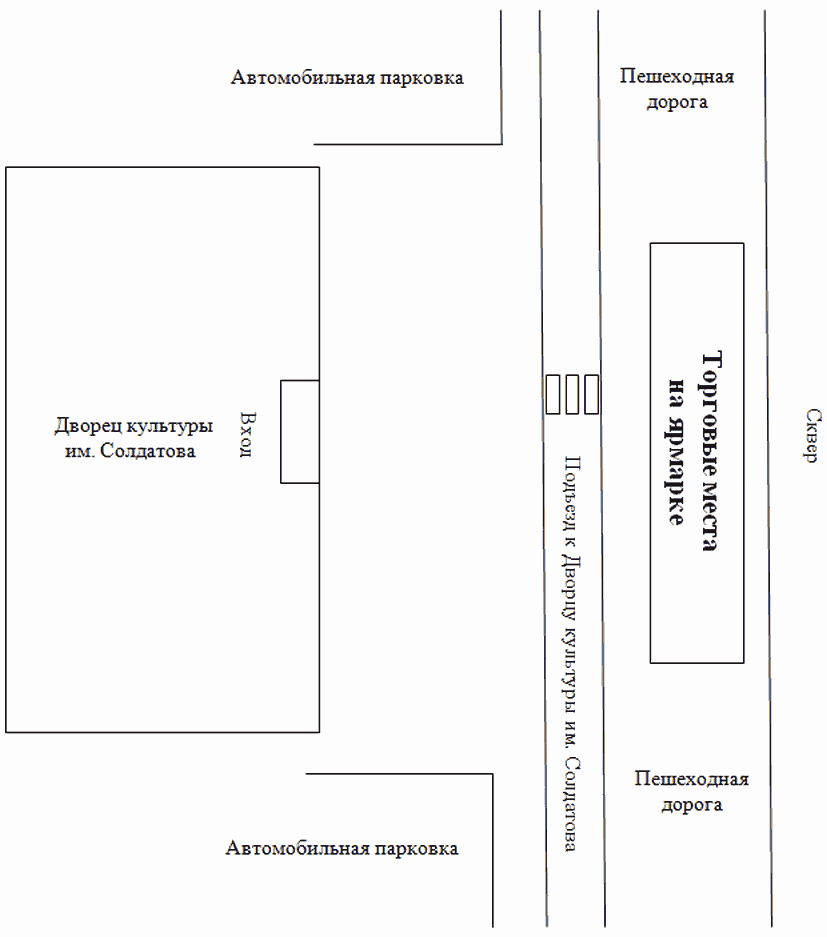 Автомобильная парковка
Пешеходная
дорога
Дворец культуры
им. Солдатова
Вход
Торговые места
на ярмарке
Сквер
Подъезд к Дворцу культуры им. Солдатова
Пешеходная
дорога
Автомобильная парковка